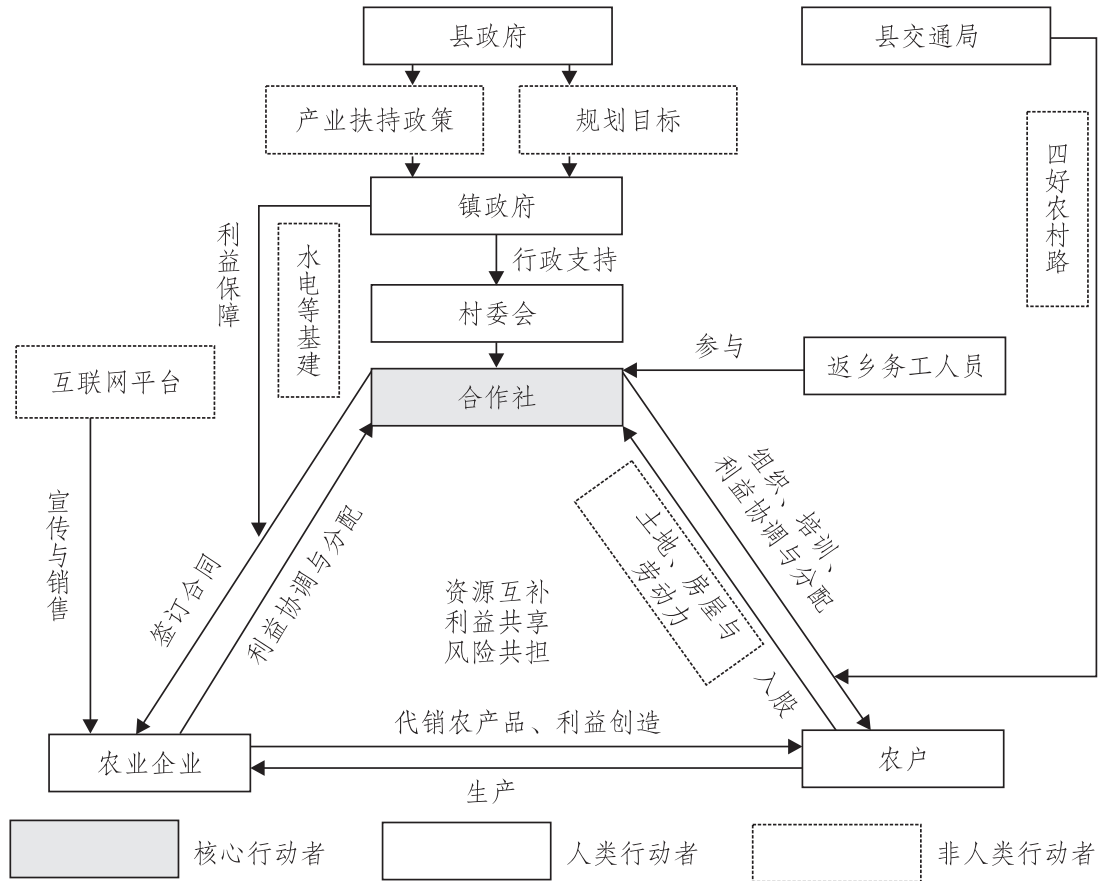 县政府
县交通局
产业扶持政策
规划目标
四好农村路
镇政府
利益保障
水电等基建
行政支持
村委会
参与
返乡务工人员
互联网平台
合作社
组织、培训、
利益协调与分配
土地、房屋与
劳动力
宣传与销售
签订合同
利益协调与分配
资源互补
利益共享
风险共担
入股
代销农产品、利益创造
农业企业
农户
生产
核心行动者
人类行动者
非人类行动者